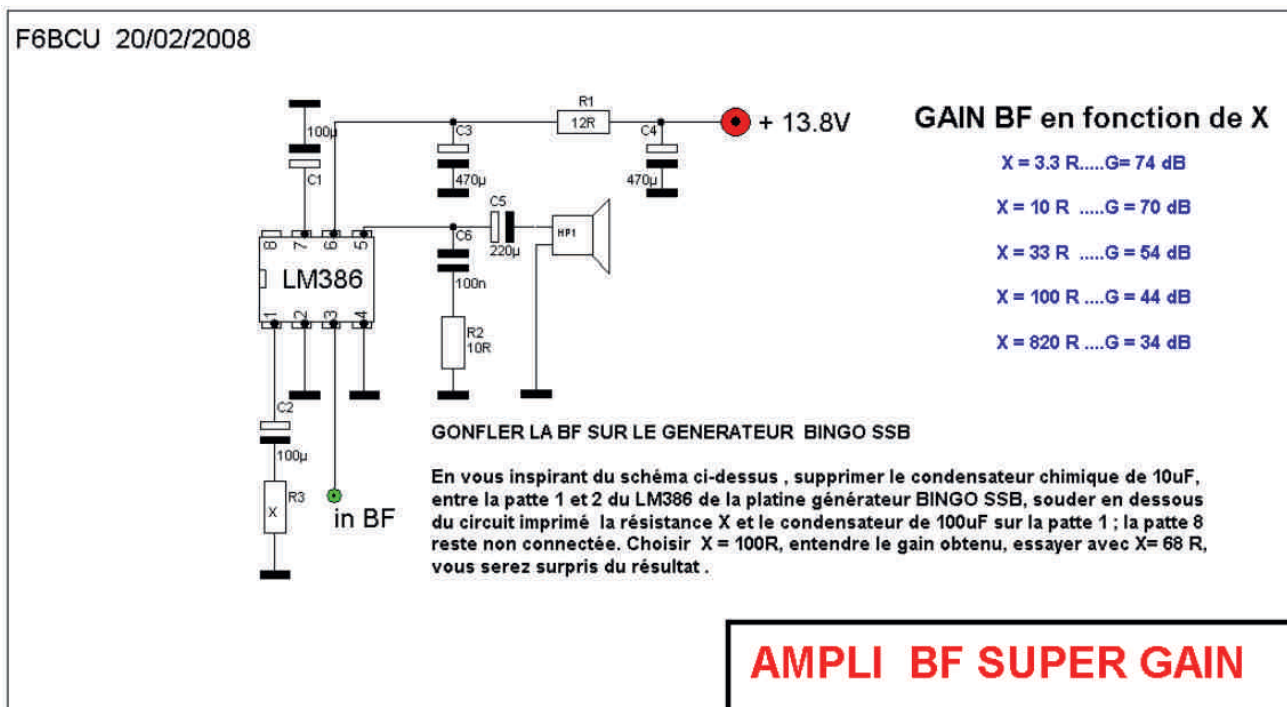 F6BCU 20/02/2008
R1
12R
+ 13.8V
100µ
C1
C3
470µ
C4
470µ
GAIN BF en fonction de X
X = 3.3 R.....G= 74 dB
X = 10 R .....G = 70 dB
X = 33 R .....G = 54 dB
X = 100 R ....G = 44 dB
X = 820 R ....G = 34 dB
C5
220µ
HP1
C6
100n
R2
10R
8 7 6 5
LM386
1 2 3 4
C2
100µ
R3
X
in BF
GONFLER LA BF SUR LE GENERATEUR BINGO SSB
En vous inspirant du schéma ci-dessus , supprimer le condensateur chimique de 10uF,
entre la patte 1 et 2 du LM386 de la platine générateur BINGO SSB, souder en dessous
du circuit imprimé la résistance X et le condensateur de 100uF sur la patte 1 ; la patte 8
reste non connectée. Choisir X = 100R, entendre le gain obtenu, essayer avec X= 68 R,
vous serez surpris du résultat .
AMPLI BF SUPER GAIN